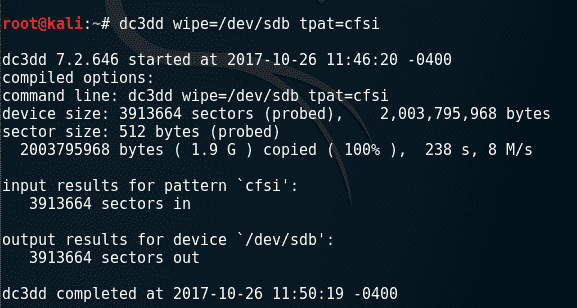 root@kali:~# dc3dd wipe=/dev/sdb tpat=cfsi
dc3dd 7.2.646 started at 2017-10-26 11:46:20 -0400
compiled options:
command line: dc3dd wipe=/dev/sdb tpat=cfsi
device size: 3913664 sectors (probed),    2,003,795,968 bytes
sector size: 512 bytes (probed)
  2003795968 bytes ( 1.9 G ) copied ( 100% ),  238 s, 8 M/s
input results for pattern `cfsi':
   3913664 sectors in
output results for device `/dev/sdb':
   3913664 sectors out
dc3dd completed at 2017-10-26 11:50:19 -0400